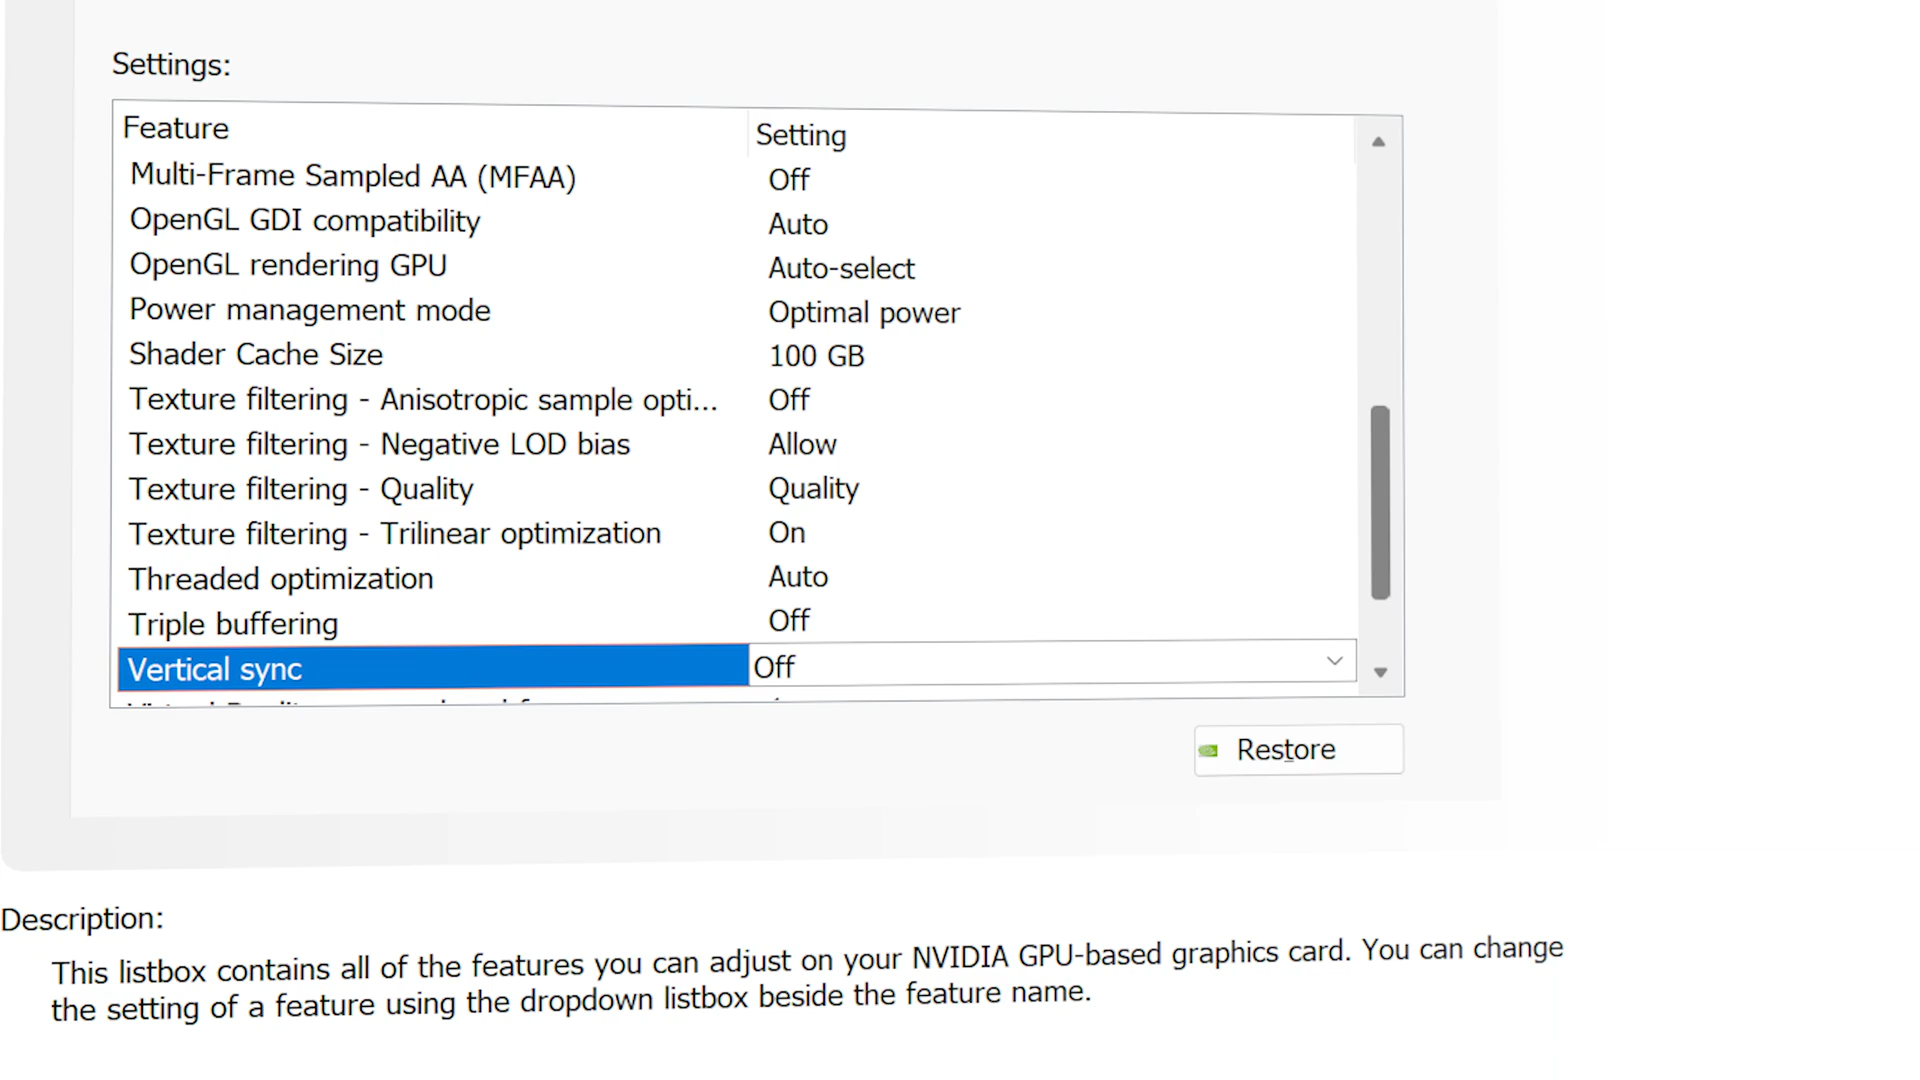 Settings:
Feature Setting
Multi-Frame Sampled AA (MFAA) Off
OpenGL GDI compatibility Auto
OpenGL rendering GPU Auto-select
Power management mode Optimal power
Shader Cache Size 100 GB
Texture filtering - Anisotropic sample opti... Off
Texture filtering - Negative LOD bias Allow
Texture filtering - Quality Quality
Texture filtering - Trilinear optimization On
Threaded optimization Auto
Triple buffering Off
Vertical sync Off
Restore
Description:
This listbox contains all of the features you can adjust on your NVIDIA GPU-based graphics card. You can change
the setting of a feature using the dropdown listbox beside the feature name.